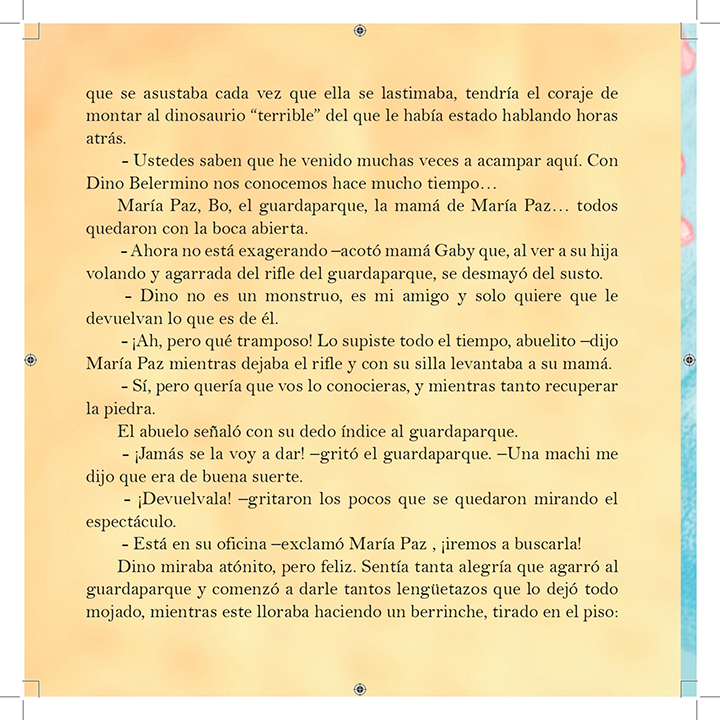 que se asustaba cada vez que ella se lastimaba, tendría el coraje de
montar al dinosaurio “terrible” del que le había estado hablando horas
atrás.
- Ustedes saben que he venido muchas veces a acampar aquí. Con
Dino Belermino nos conocemos hace mucho tiempo…
María Paz, Bo, el guardaparque, la mamá de María Paz… todos
quedaron con la boca abierta.
- Ahora no está exagerando –acotó mamá Gaby que, al ver a su hija
volando y agarrada del rifle del guardaparque, se desmayó del susto.
- Dino no es un monstruo, es mi amigo y solo quiere que le
devuelvan lo que es de él.
- ¡Ah, pero qué tramposo! Lo supiste todo el tiempo, abuelito –dijo
María Paz mientras dejaba el rifle y con su silla levantaba a su mamá.
- Sí, pero quería que vos lo conocieras, y mientras tanto recuperar
la piedra.
El abuelo señaló con su dedo índice al guardaparque.
- ¡Jamás se la voy a dar! –gritó el guardaparque. –Una machi me
dijo que era de buena suerte.
- ¡Devuelvala! –gritaron los pocos que se quedaron mirando el
espectáculo.
- Está en su oficina –exclamó María Paz , ¡iremos a buscarla!
Dino miraba atónito, pero feliz. Sentía tanta alegría que agarró al
guardaparque y comenzó a darle tantos lengüetazos que lo dejó todo
mojado, mientras este lloraba haciendo un berrinche, tirado en el piso: